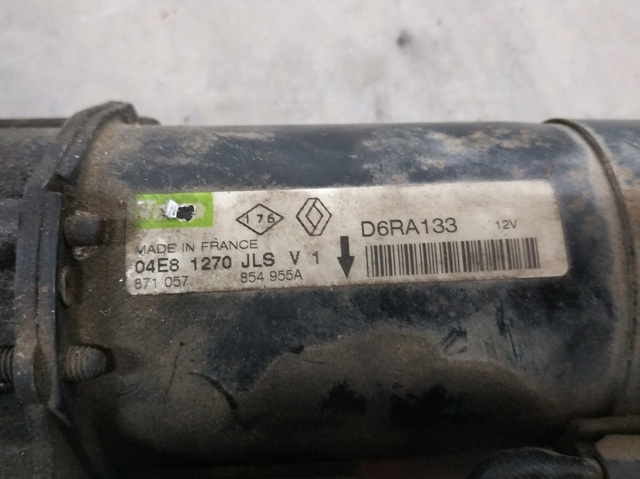 176
D6RA133 12V
MADE IN FRANCE
04E8 1270 JLS V 1
871 057 854 955A